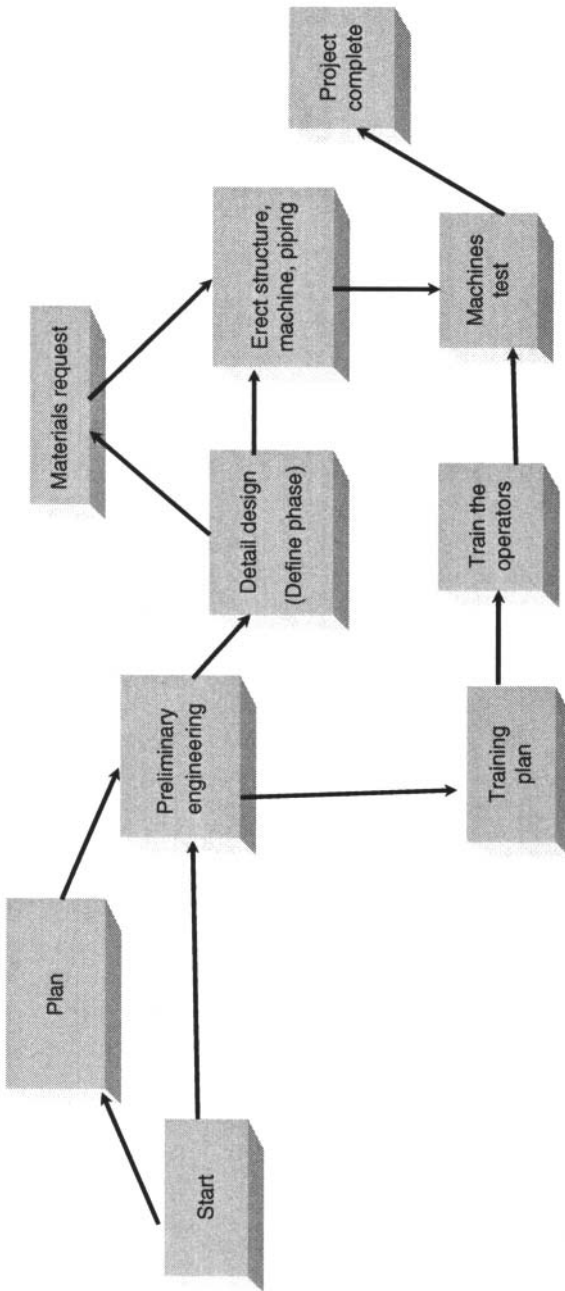 Start
Plan
Preliminary
engineering
Detail design
(Define phase)
Materials request
Erect structure,
machine, piping
Training
plan
Train the
operators
Machines
test
Project
complete